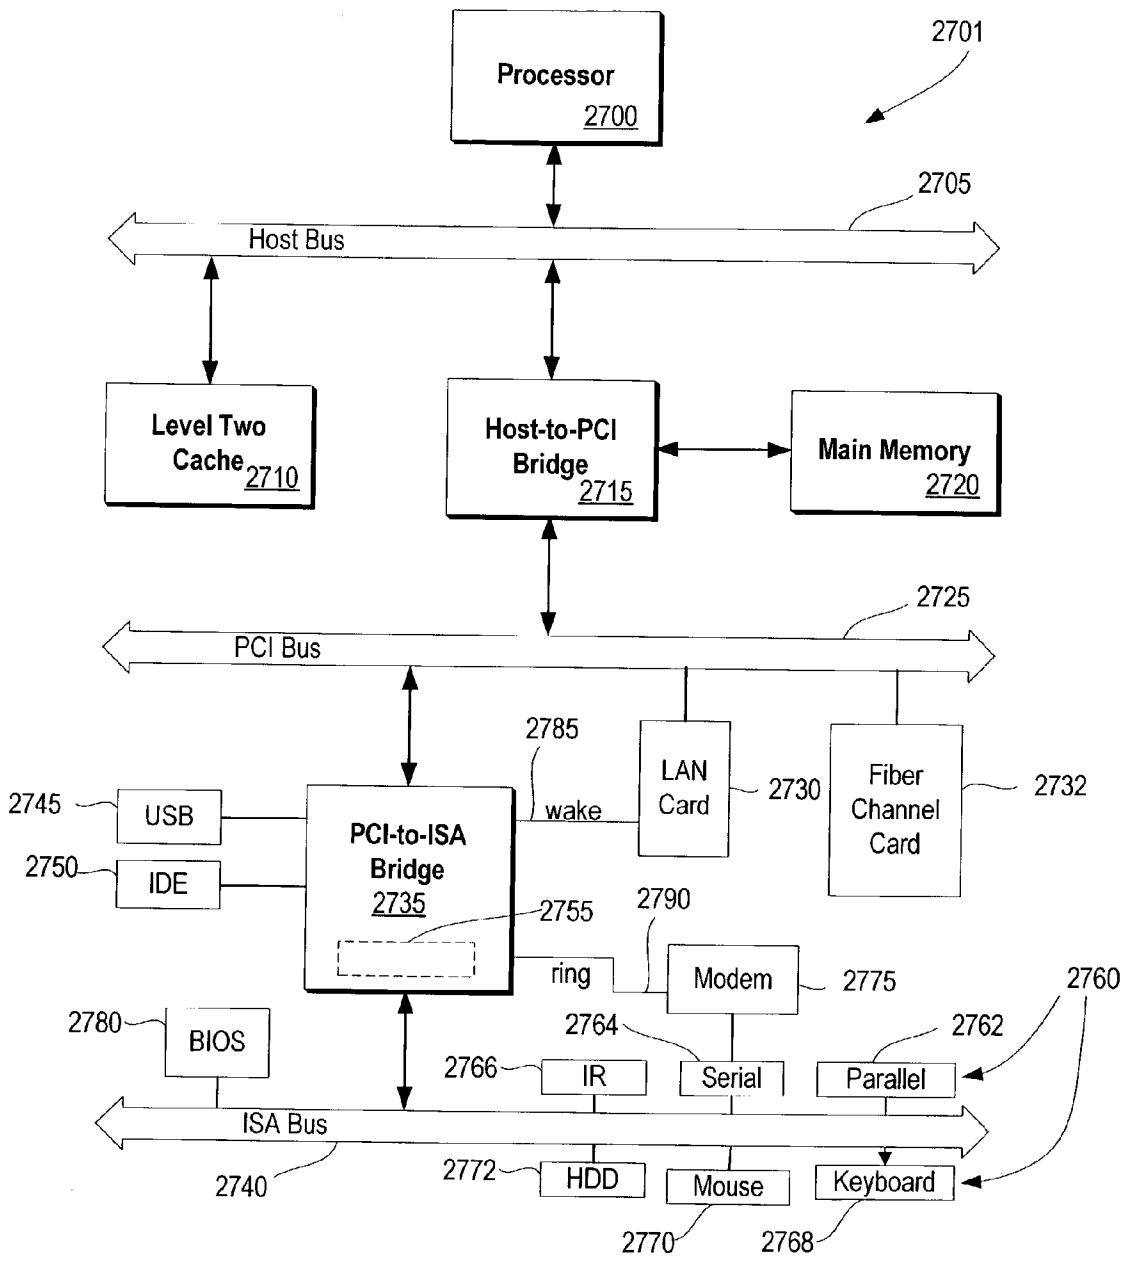 2701
Processor
2700
2705
Host Bus
Level Two
Cache
2710
Host-to-PCI
Bridge
2715
Main Memory
2720
2725
PCI Bus
2785
wake
LAN
Card
2730
Fiber
Channel
Card
2732
2745
USB
2750
IDE
PCI-to-ISA
Bridge
2735
2755
2790
ring
Modem
2775
2760
2780
BIOS
2766
IR
2764
Serial
2762
Parallel
ISA Bus
2740
2772
HDD
Mouse
2770
Keyboard
2768